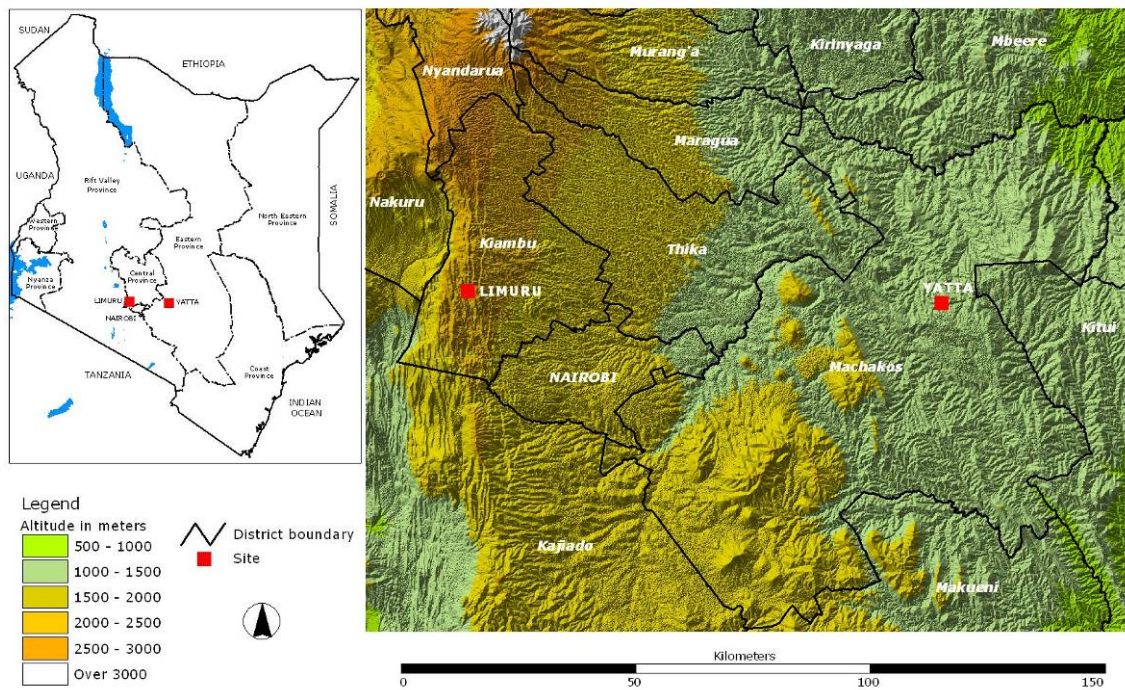 SUDAN
ETHIOPIA
UGANDA
Rift Valley
Province
SOMALIA
Western
Province
North Eastern
Province
Eastern
Province
Nyanza
Province
Central
Province
LIMURU
YATTA
NAIROBI
TANZANIA
Coast
Province
INDIAN
OCEAN
Nyandarua
Murang'a
Kirinyaga
Mbeere
Maragua
Nakuru
Kiambu
Thika
LIMURU
YATTA
Kitui
NAIROBI
Machakos
Kajiado
Makueni
Legend
Altitude in meters
500 - 1000
1000 - 1500
1500 - 2000
2000 - 2500
2500 - 3000
Over 3000
District boundary
Site
Kilometers
0 50 100 150